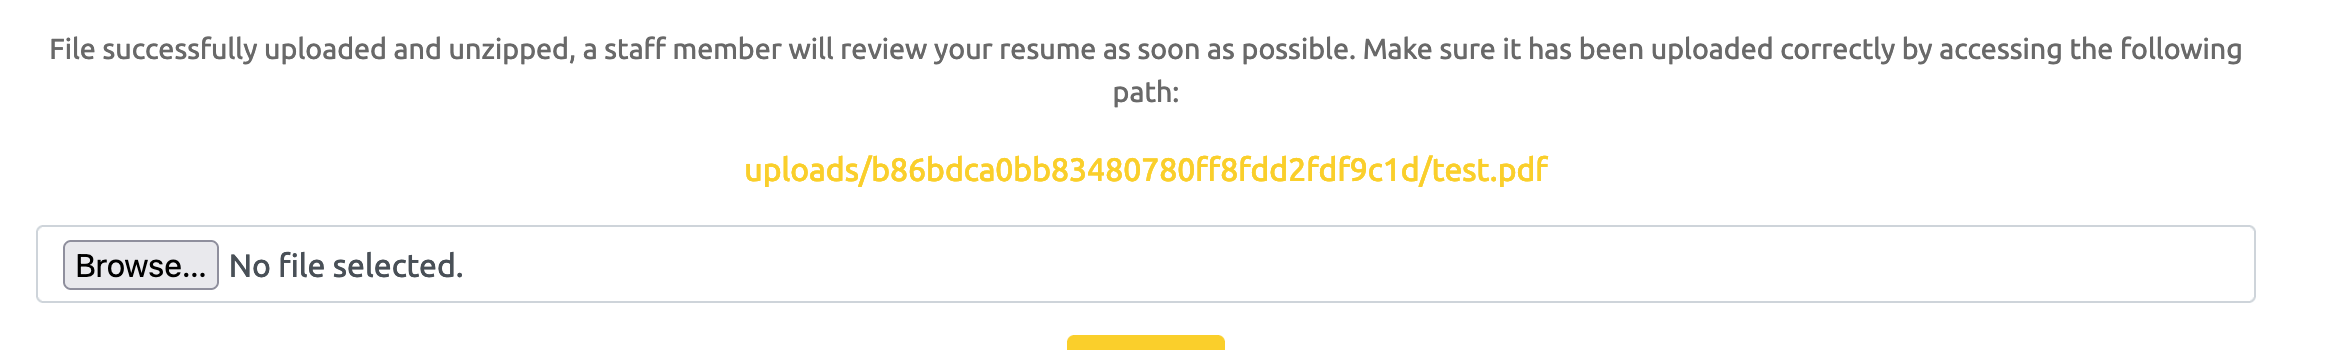 File successfully uploaded and unzipped, a staff member will review your resume as soon as possible. Make sure it has been uploaded correctly by accessing the following
path:
uploads/b86bdca0bb83480780ff8fdd2fdf9c1d/test.pdf
Browse... No file selected.